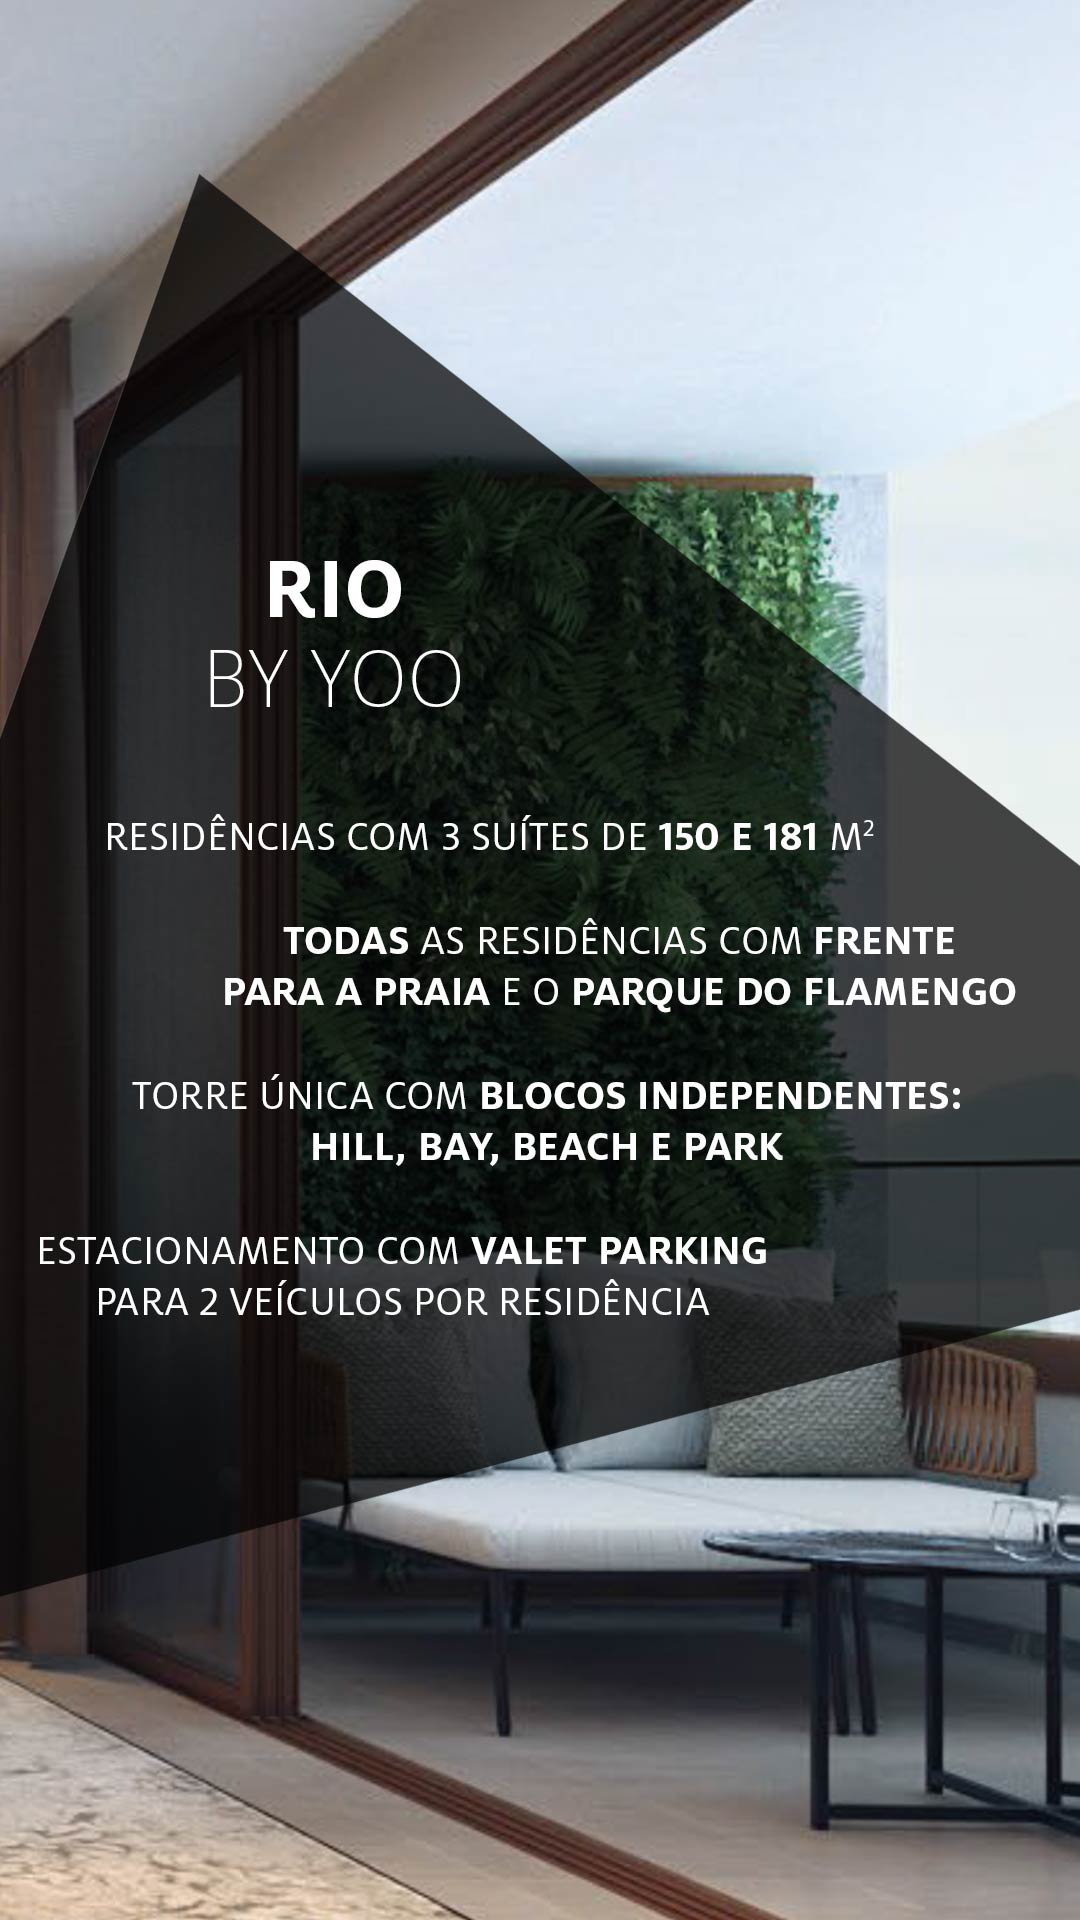 RIO
BY YOO
RESIDÊNCIAS COM 3 SUÍTES DE 150 E 181 M²
TODAS AS RESIDÊNCIAS COM FRENTE
PARA A PRAIA E O PARQUE DO FLAMENGO
TORRE ÚNICA COM BLOCOS INDEPENDENTES:
HILL, BAY, BEACH E PARK
ESTACIONAMENTO COM VALET PARKING
PARA 2 VEÍCULOS POR RESIDÊNCIA